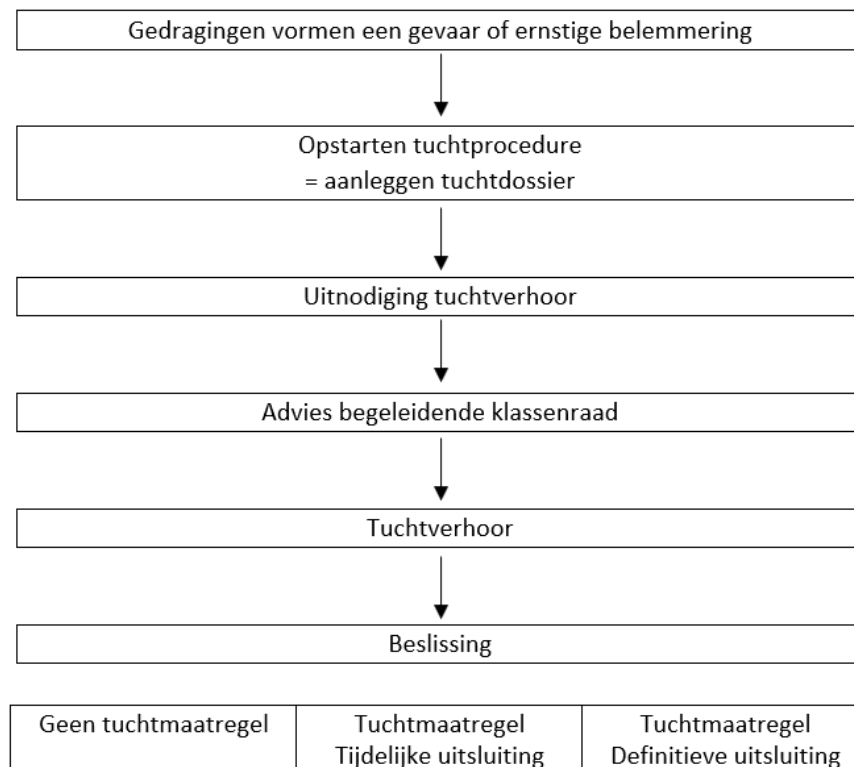 Gedragingen vormen een gevaar of ernstige belemmering
Opstarten tuchtprocedure
= aanleggen tuchtdossier
Uitnodiging tuchtverhoor
Advies begeleidende klassenraad
Tuchtverhoor
Beslissing
Geen tuchtmaatregel
Tuchtmaatregel
Tijdelijke uitsluiting
Tuchtmaatregel
Definitieve uitsluiting